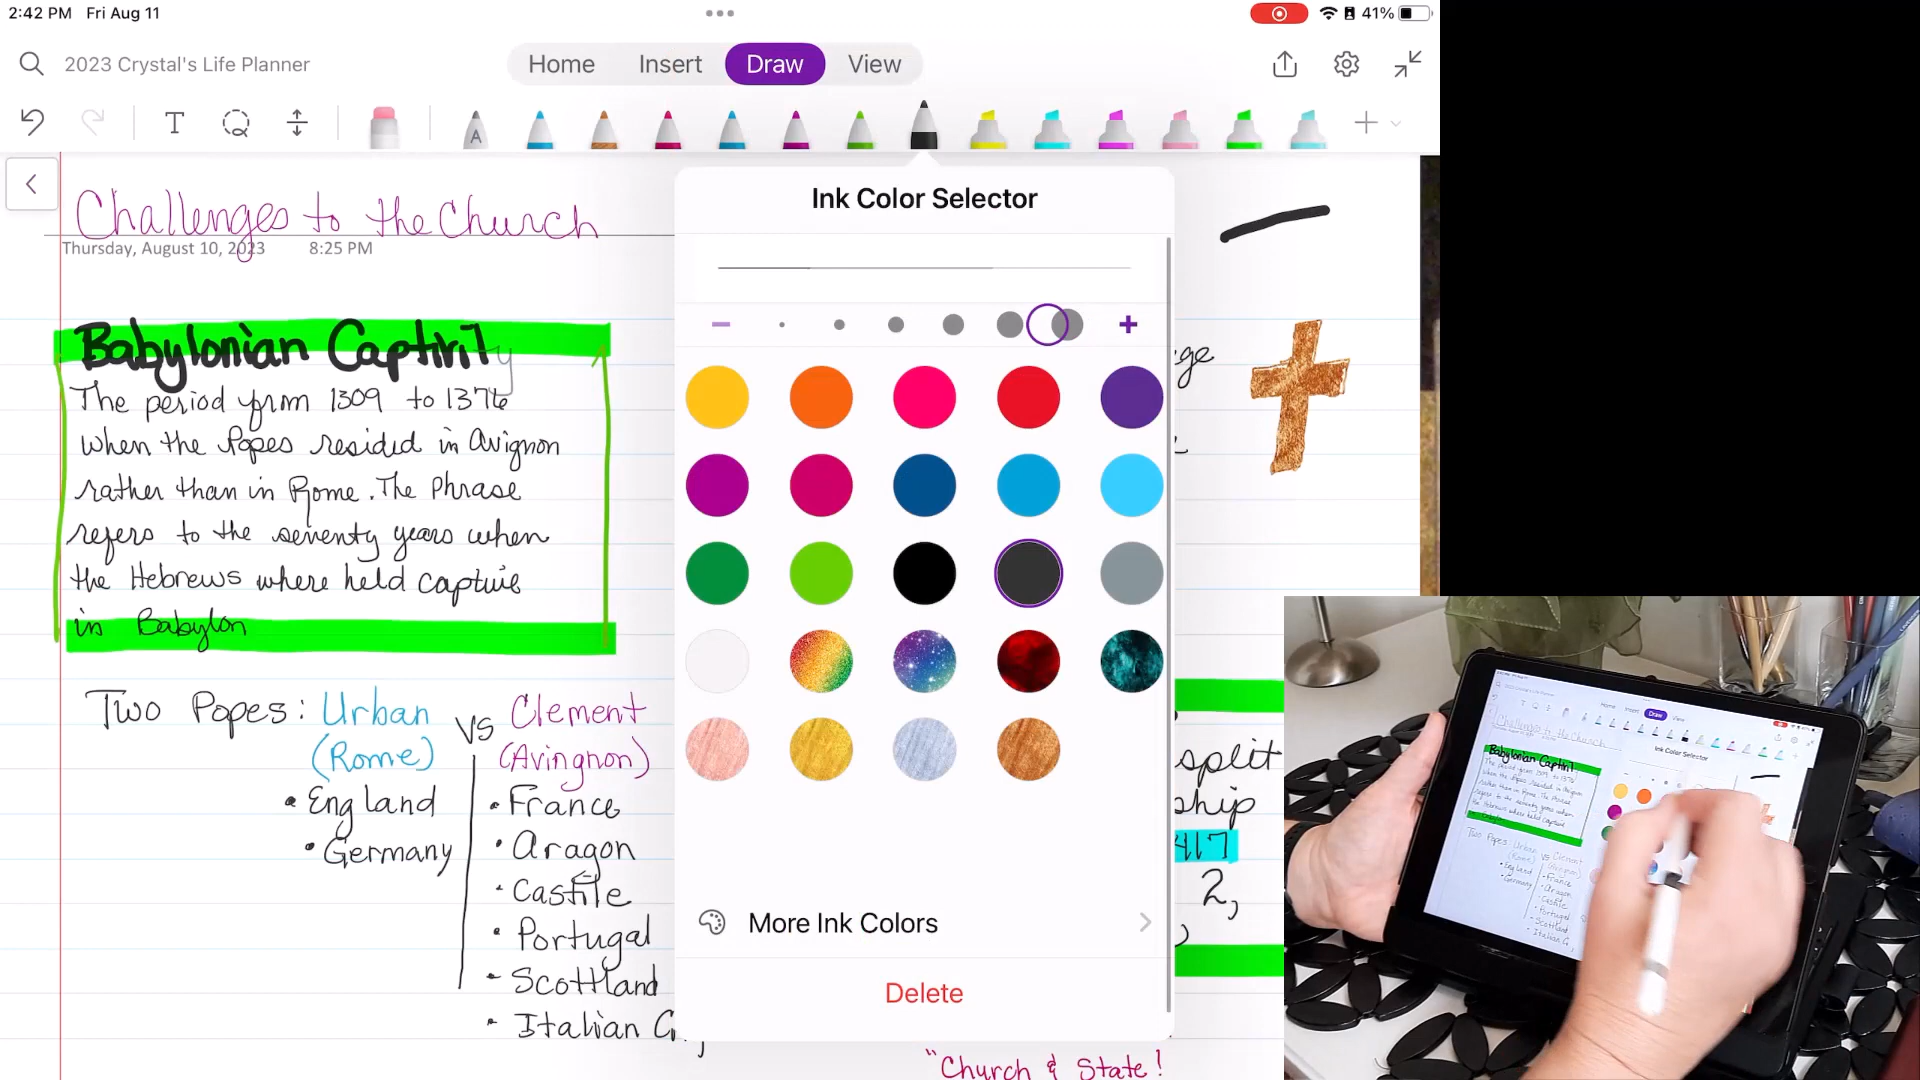 2:42 PM Fri Aug 11
41%
2023 Crystal's Life Planner
Home Insert Draw View
T
A
Challenges to the Church
Thursday, August 10, 2023 8:25 PM
Babylonian Captivity
The period from 1309 to 1376
when the Popes resided in Avignon
rather than in Rome. The Phrase
refers to the seventy years when
the Hebrews where held captive
in Babylon
Two Popes: Urban vs Clement
(Rome) (Avingnon)
• England • France
• Germany • Aragon
• Castile
• Portugal
• Scottland
• Italian
Ink Color Selector
More Ink Colors
Delete
split
ship
417
2,
"Church & State!